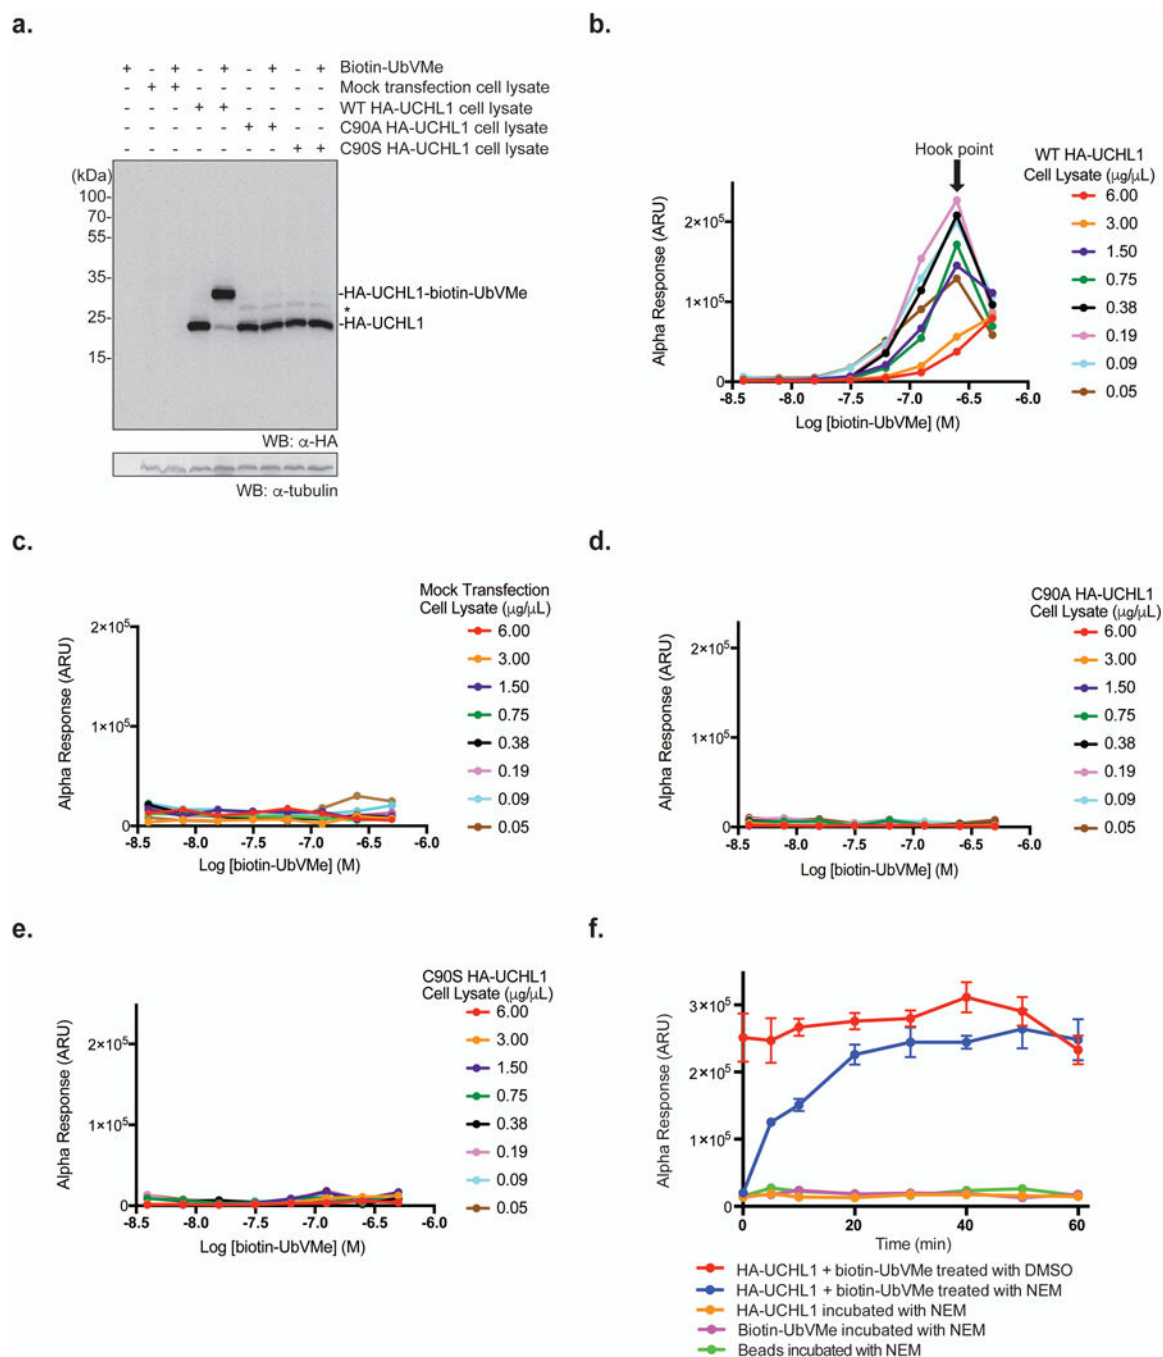 a.
+ - + - + - + - + Biotin-UbVMe
- + + - - - - - - Mock transfection cell lysate
- - - + + - - - - WT HA-UCHL1 cell lysate
- - - - - + + - - C90A HA-UCHL1 cell lysate
- - - - - - - + + C90S HA-UCHL1 cell lysate
(kDa)
100-
70-
55-
35-
25-
15-
-HA-UCHL1-biotin-UbVMe
*
-HA-UCHL1
WB: α-HA
WB: α-tubulin
b.
Hook point
WT HA-UCHL1
Cell Lysate (µg/µL)
6.00
3.00
1.50
0.75
0.38
0.19
0.09
0.05
Alpha Response (ARU)
2×10⁵
1×10⁵
0
-8.5 -8.0 -7.5 -7.0 -6.5 -6.0
Log [biotin-UbVMe] (M)
c.
Mock Transfection
Cell Lysate (µg/µL)
6.00
3.00
1.50
0.75
0.38
0.19
0.09
0.05
Alpha Response (ARU)
2×10⁵
1×10⁵
0
-8.5 -8.0 -7.5 -7.0 -6.5 -6.0
Log [biotin-UbVMe] (M)
d.
C90A HA-UCHL1
Cell Lysate (µg/µL)
6.00
3.00
1.50
0.75
0.38
0.19
0.09
0.05
Alpha Response (ARU)
2×10⁵
1×10⁵
0
-8.5 -8.0 -7.5 -7.0 -6.5 -6.0
Log [biotin-UbVMe] (M)
e.
C90S HA-UCHL1
Cell Lysate (µg/µL)
6.00
3.00
1.50
0.75
0.38
0.19
0.09
0.05
Alpha Response (ARU)
2×10⁵
1×10⁵
0
-8.5 -8.0 -7.5 -7.0 -6.5 -6.0
Log [biotin-UbVMe] (M)
f.
Alpha Response (ARU)
3×10⁵
2×10⁵
1×10⁵
0
0 20 40 60
Time (min)
HA-UCHL1 + biotin-UbVMe treated with DMSO
HA-UCHL1 + biotin-UbVMe treated with NEM
HA-UCHL1 incubated with NEM
Biotin-UbVMe incubated with NEM
Beads incubated with NEM